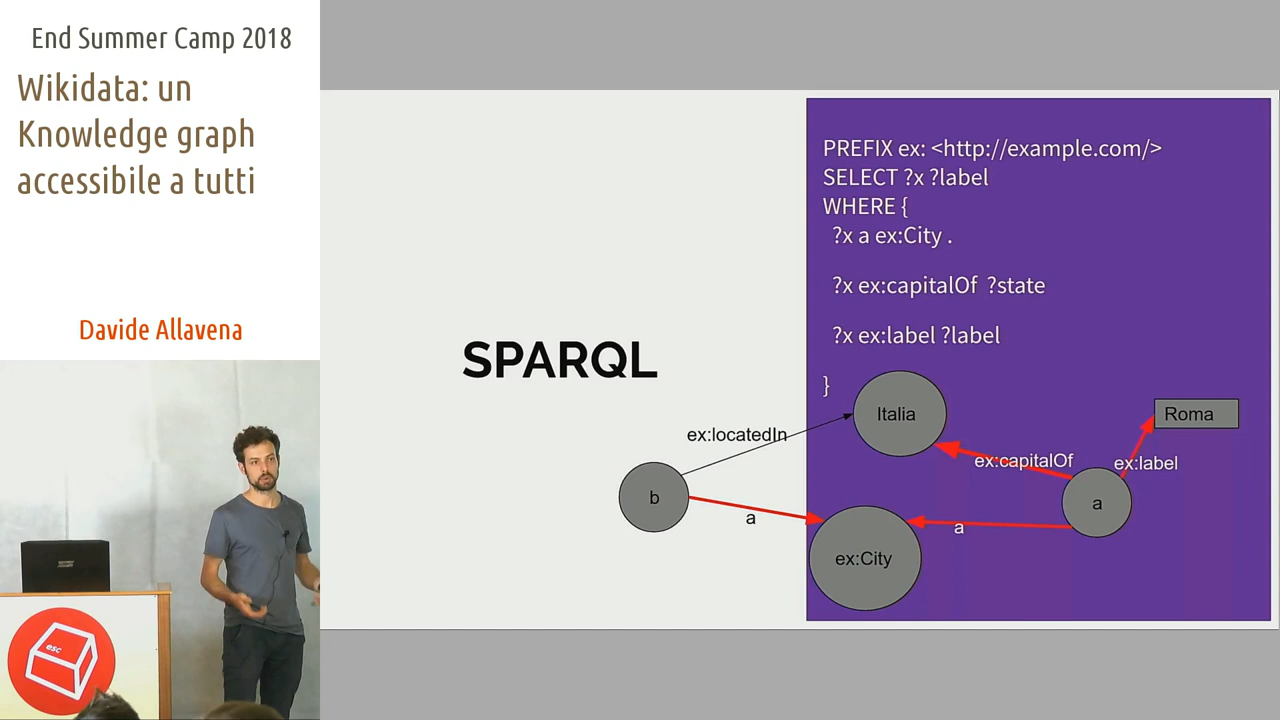 End Summer Camp 2018
Wikidata: un
Knowledge graph
accessibile a tutti
Davide Allavena
esc
SPARQL
PREFIX ex: <http://example.com/>
SELECT ?x ?label
WHERE {
?x a ex:City .
?x ex:capitalOf ?state
?x ex:label ?label
}
Italia
Roma
ex:locatedIn
ex:capitalOf
ex:label
b
a
a
a
ex:City